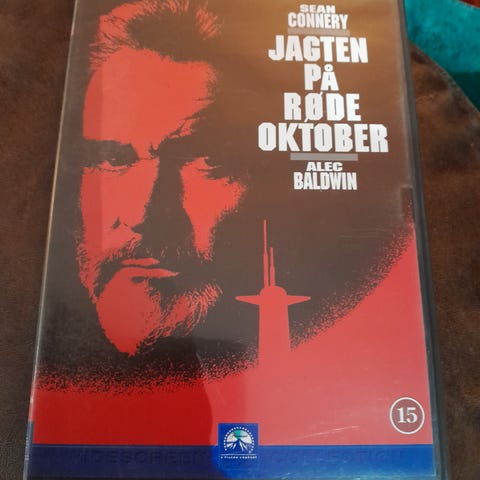 SEAN
CONNERY
JAGTEN
PÅ
RØDE
OKTOBER
ALEC
BALDWIN
15